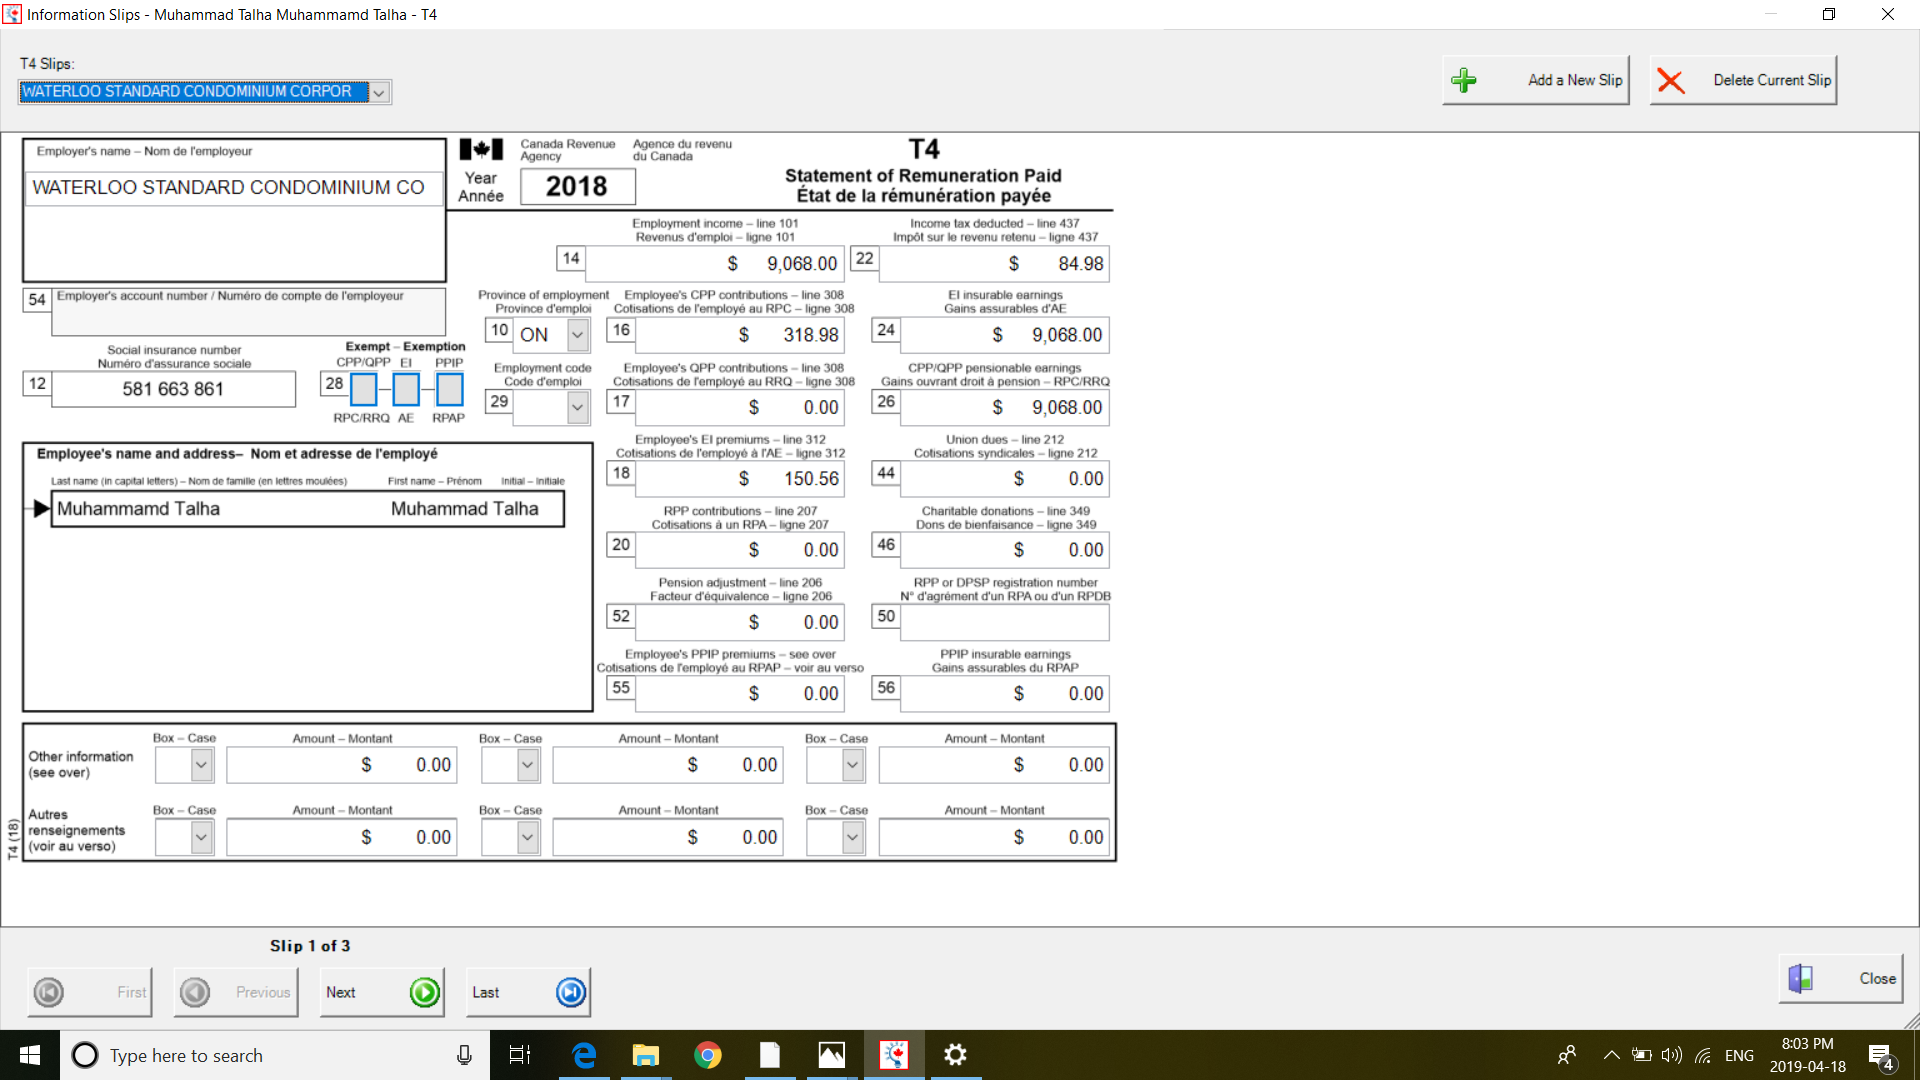 Information Slips - Muhammad Talha Muhammamd Talha - T4
T4 Slips:
WATERLOO STANDARD CONDOMINIUM CORPOR
Add a New Slip
Delete Current Slip
Employer's name – Nom de l'employeur
WATERLOO STANDARD CONDOMINIUM CO
Canada Revenue Agency
Agence du revenu du Canada
Year
Année
2018
T4
Statement of Remuneration Paid
État de la rémunération payée
Employment income – line 101
Revenus d'emploi – ligne 101
14 $ 9,068.00
Income tax deducted – line 437
Impôt sur le revenu retenu – ligne 437
22 $ 84.98
54 Employer's account number / Numéro de compte de l'employeur
Province of employment
Province d'emploi
10 ON
Employee's CPP contributions – line 308
Cotisations de l'employé au RPC – ligne 308
16 $ 318.98
EI insurable earnings
Gains assurables d'AE
24 $ 9,068.00
Social insurance number
Numéro d'assurance sociale
12 581 663 861
Exempt – Exemption
CPP/QPP EI PPIP
28
RPC/RRQ AE RPAP
Employment code
Code d'emploi
29
Employee's QPP contributions – line 308
Cotisations de l'employé au RRQ – ligne 308
17 $ 0.00
CPP/QPP pensionable earnings
Gains ouvrant droit à pension – RPC/RRQ
26 $ 9,068.00
Employee's name and address– Nom et adresse de l'employé
Last name (in capital letters) – Nom de famille (en lettres moulées) First name – Prénom Initial – Initiale
Muhammamd Talha Muhammad Talha
Employee's EI premiums – line 312
Cotisations de l'employé à l'AE – ligne 312
18 $ 150.56
Union dues – line 212
Cotisations syndicales – ligne 212
44 $ 0.00
RPP contributions – line 207
Cotisations à un RPA – ligne 207
20 $ 0.00
Charitable donations – line 349
Dons de bienfaisance – ligne 349
46 $ 0.00
Pension adjustment – line 206
Facteur d'équivalence – ligne 206
52 $ 0.00
RPP or DPSP registration number
N° d'agrément d'un RPA ou d'un RPDB
50
Employee's PPIP premiums – see over
Cotisations de l'employé au RPAP – voir au verso
55 $ 0.00
PPIP insurable earnings
Gains assurables du RPAP
56 $ 0.00
Other information
(see over)
Box – Case Amount – Montant Box – Case Amount – Montant Box – Case Amount – Montant
$ 0.00 $ 0.00 $ 0.00
Autres
renseignements
(voir au verso)
Box – Case Amount – Montant Box – Case Amount – Montant Box – Case Amount – Montant
$ 0.00 $ 0.00 $ 0.00
T4 (18)
Slip 1 of 3
First Previous Next Last
Close
Type here to search
ENG
8:03 PM
2019-04-18
4